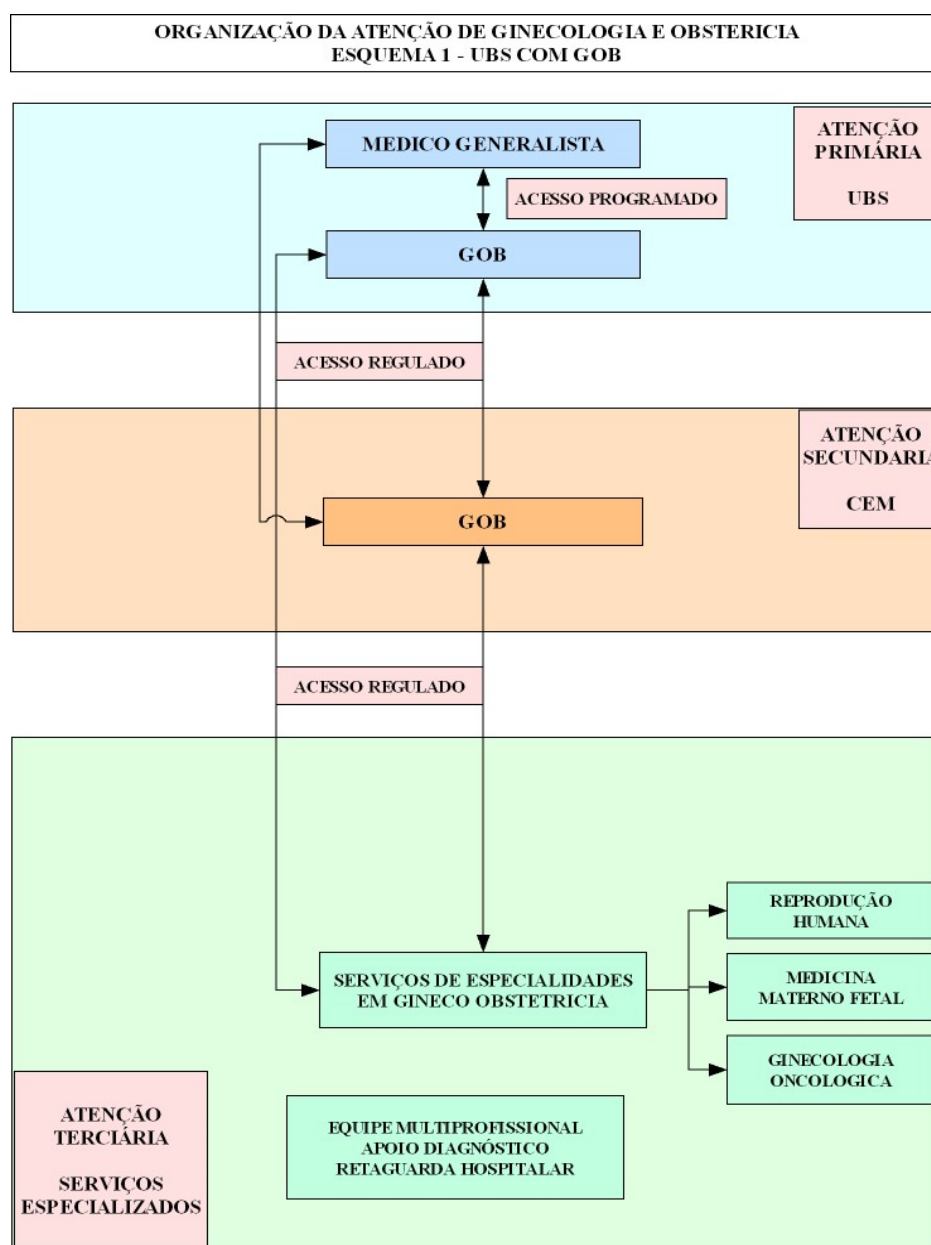 ORGANIZAÇÃO DA ATENÇÃO DE GINECOLOGIA E OBSTERICIA
ESQUEMA 1 - UBS COM GOB
MEDICO GENERALISTA
ATENÇÃO
PRIMÁRIA
UBS
ACESSO PROGRAMADO
GOB
ACESSO REGULADO
ATENÇÃO
SECUNDARIA
CEM
GOB
ACESSO REGULADO
REPRODUÇÃO
HUMANA
SERVIÇOS DE ESPECIALIDADES
EM GINECO OBSTETRICIA
MEDICINA
MATERNO FETAL
GINECOLOGIA
ONCOLOGICA
EQUIPE MULTIPROFISSIONAL
APOIO DIAGNÓSTICO
RETAGUARDA HOSPITALAR
ATENÇÃO
TERCIÁRIA
SERVIÇOS
ESPECIALIZADOS